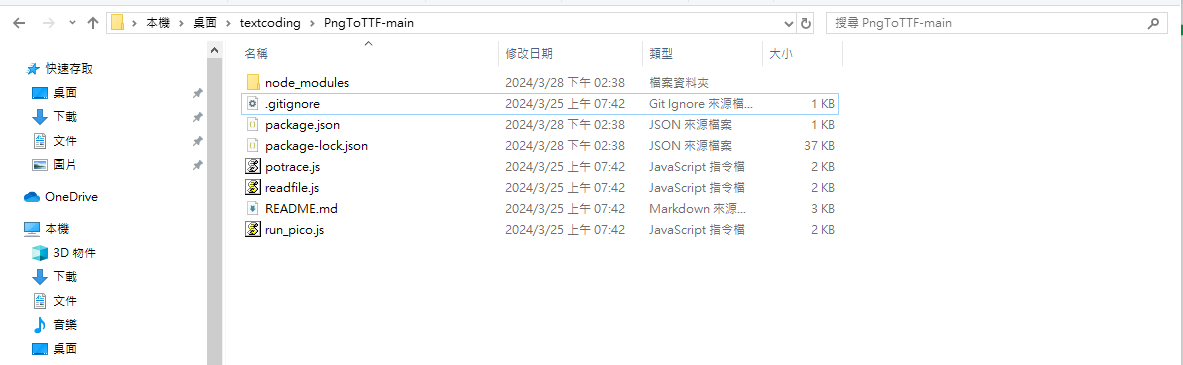 本機 > 桌面 > textcoding > PngToTTF-main
搜尋 PngToTTF-main
快速存取
桌面
下載
文件
圖片
OneDrive
本機
3D 物件
下載
文件
音樂
桌面
名稱 修改日期 類型 大小
node_modules 2024/3/28 下午 02:38 檔案資料夾
.gitignore 2024/3/25 上午 07:42 Git Ignore 來源檔... 1 KB
package.json 2024/3/28 下午 02:38 JSON 來源檔案 1 KB
package-lock.json 2024/3/28 下午 02:38 JSON 來源檔案 37 KB
potrace.js 2024/3/25 上午 07:42 JavaScript 指令檔 2 KB
readfile.js 2024/3/25 上午 07:42 JavaScript 指令檔 2 KB
README.md 2024/3/25 上午 07:42 Markdown 來源... 3 KB
run_pico.js 2024/3/25 上午 07:42 JavaScript 指令檔 2 KB